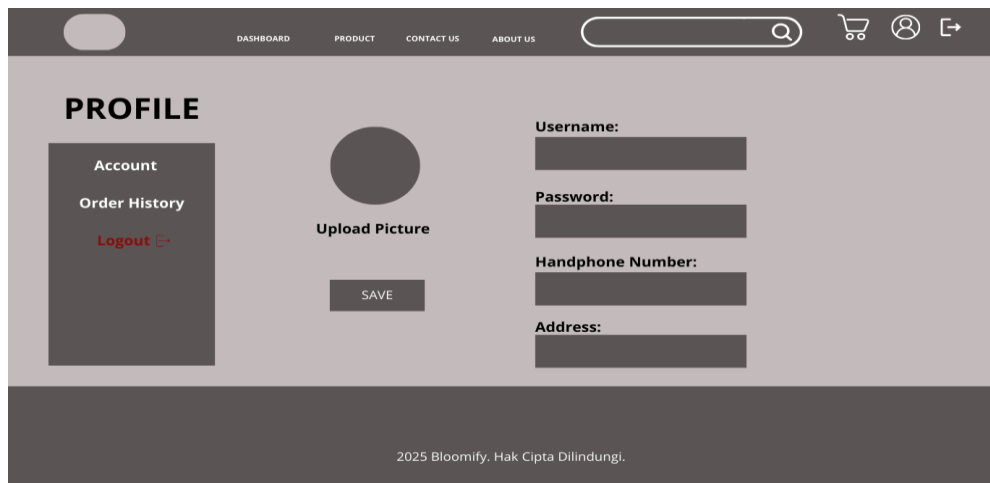 DASHBOARD
PRODUCT
CONTACT US
ABOUT US
PROFILE
Account
Order History
Logout
Upload Picture
SAVE
Username:
Password:
Handphone Number:
Address:
2025 Bloomify. Hak Cipta Dilindungi.